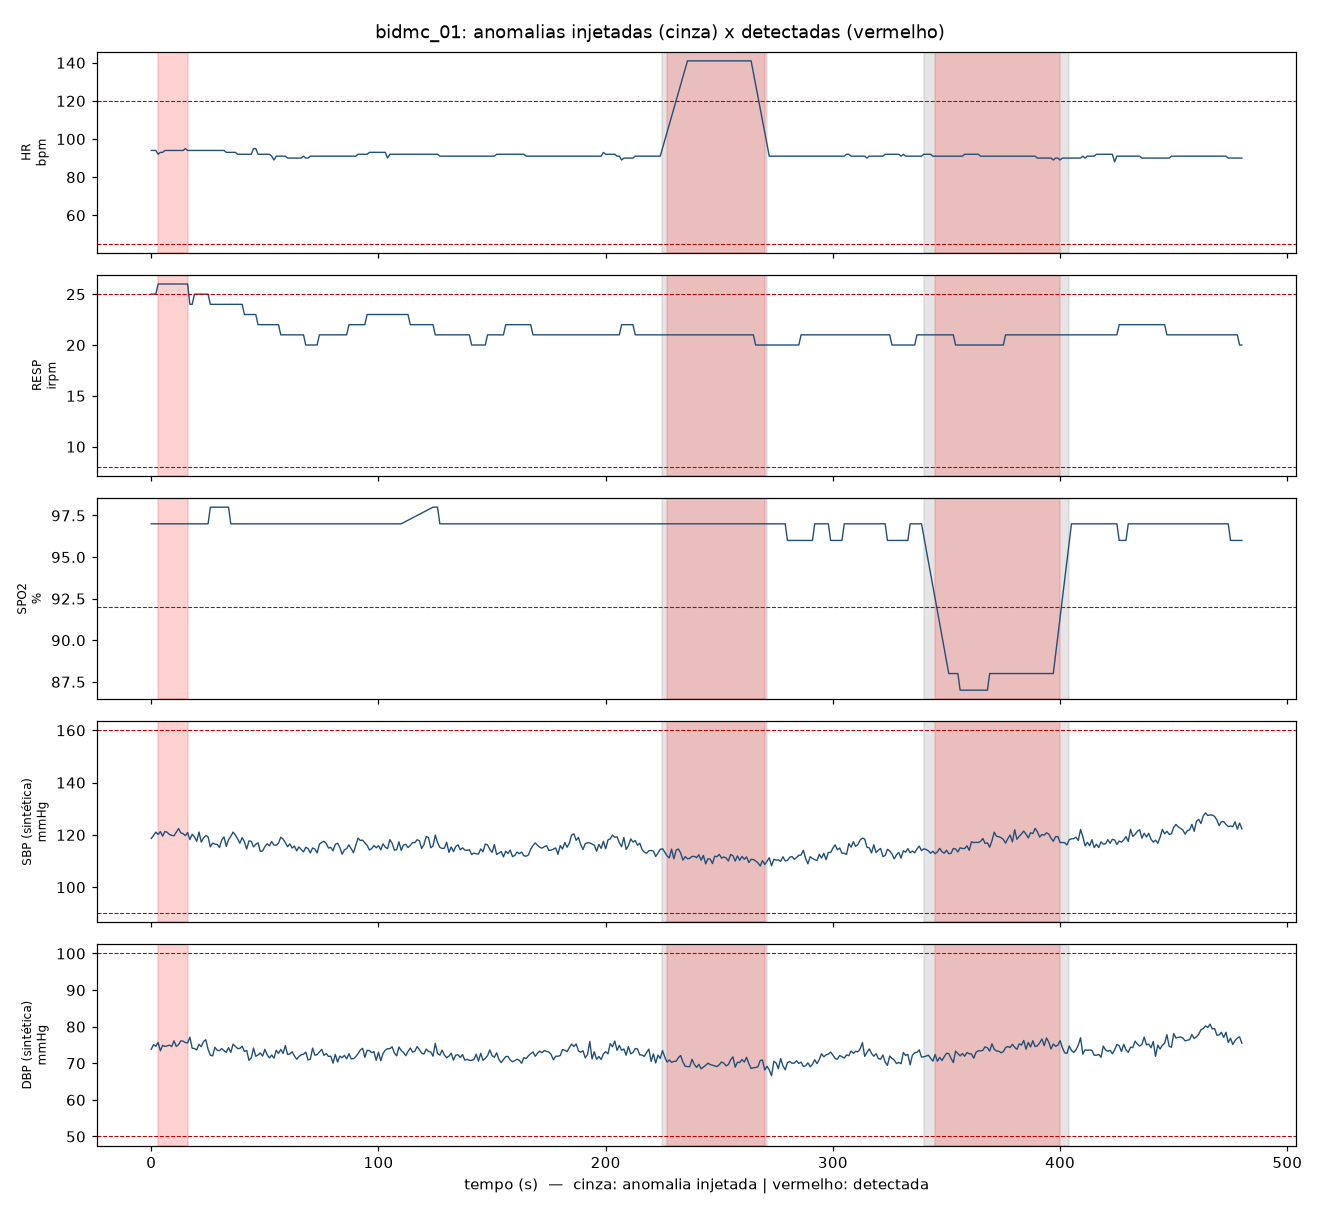 bidmc_01: anomalias injetadas (cinza) x detectadas (vermelho)
140
120
100
80
60
HR
bpm
25
20
15
10
RESP
irpm
97.5
95.0
92.5
90.0
87.5
SPO2
%
160
140
120
100
SBP (sintética)
mmHg
100
90
80
70
60
50
DBP (sintética)
mmHg
0 100 200 300 400 500
tempo (s) — cinza: anomalia injetada | vermelho: detectada